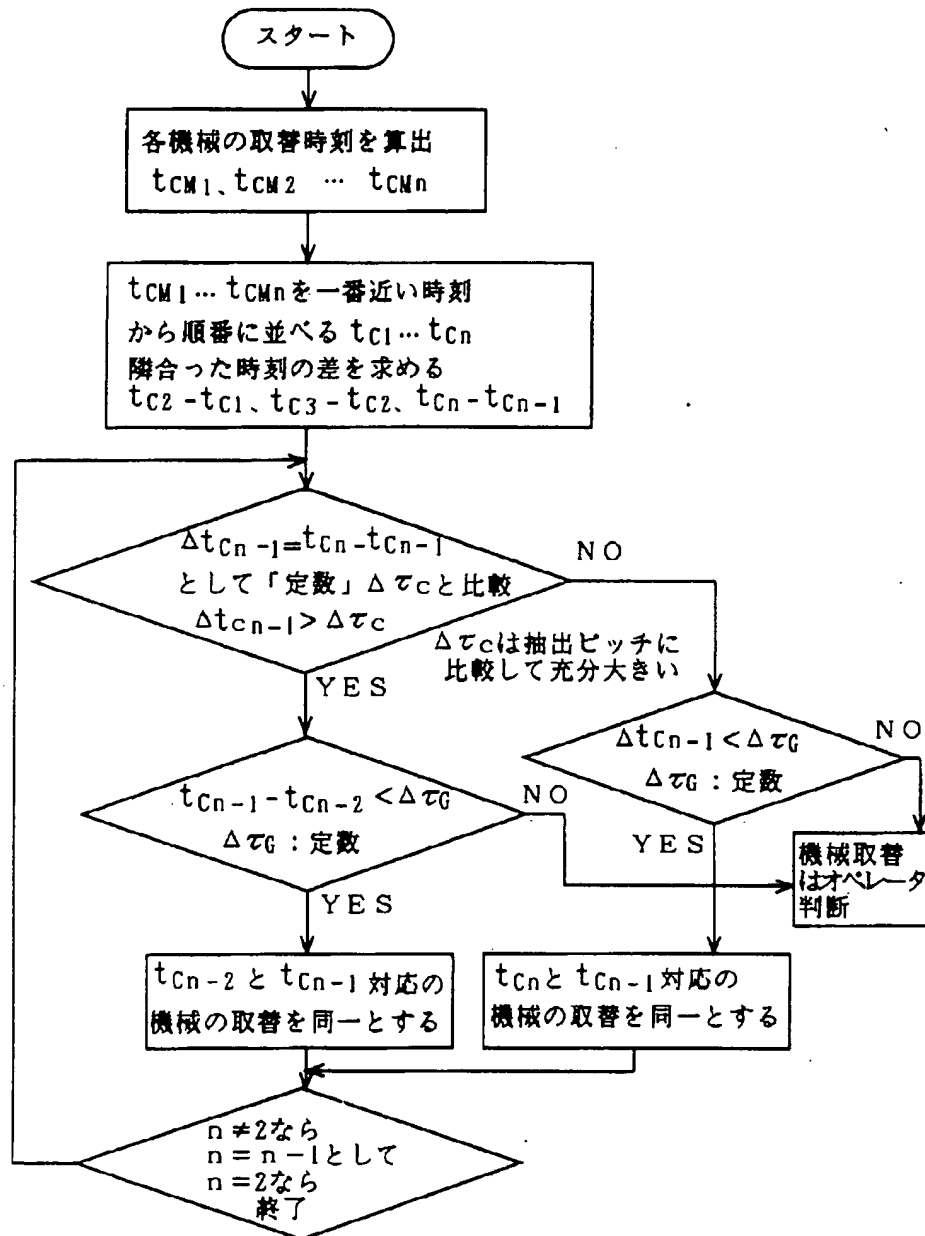 スタート
各機械の取替時刻を算出
tCM1、tCM2 … tCMn
tCM1… tCMnを一番近い時刻
から順番に並べる tC1… tCn
隣合った時刻の差を求める
tC2-tC1、tC3-tC2、tCn-tCn-1
ΔtCn-1=tCn-tCn-1
として「定数」Δτcと比較
Δtcn-1>Δτc
NO
Δτcは抽出ピッチに
比較して充分大きい
YES
ΔtCn-1<ΔτG
ΔτG:定数
NO
YES
tCn-1-tCn-2<ΔτG
ΔτG:定数
NO
YES
機械取替
はオペレータ
判断
tCn-2 と tCn-1 対応の
機械の取替を同一とする
tCnと tCn-1 対応の
機械の取替を同一とする
n≠2なら
n=n-1として
n=2なら
終了